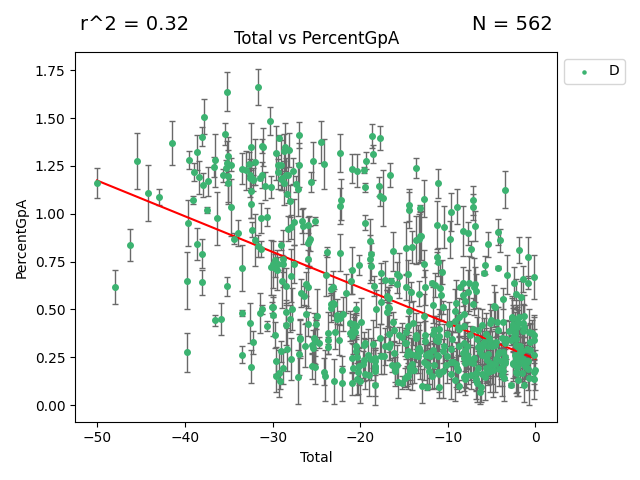 r^2 = 0.32
N = 562
Total vs PercentGpA
D
PercentGpA
1.75
1.50
1.25
1.00
0.75
0.50
0.25
0.00
−50
−40
−30
−20
−10
0
Total